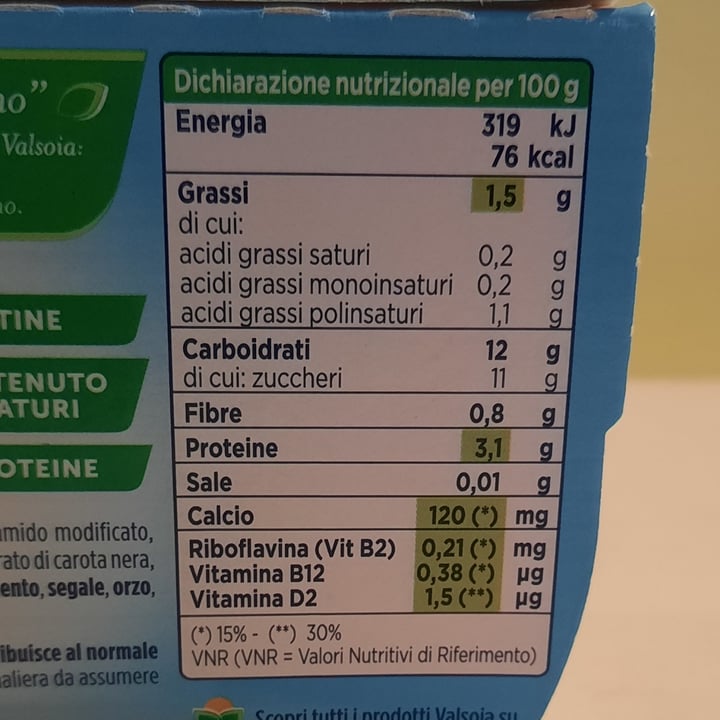 no”
Valsoia:
no.
TINE
TENUTO
ATURI
OTEINE
amido modificato,
rato di carota nera,
ento, segale, orzo,
ibuisce al normale
naliera da assumere
Dichiarazione nutrizionale per 100 g
Energia 319 kJ
76 kcal
Grassi 1,5 g
di cui:
acidi grassi saturi 0,2 g
acidi grassi monoinsaturi 0,2 g
acidi grassi polinsaturi 1,1 g
Carboidrati 12 g
di cui: zuccheri 11 g
Fibre 0,8 g
Proteine 3,1 g
Sale 0,01 g
Calcio 120 (*) mg
Riboflavina (Vit B2) 0,21 (*) mg
Vitamina B12 0,38 (*) µg
Vitamina D2 1,5 (**) µg
(*) 15% - (**) 30%
VNR (VNR = Valori Nutritivi di Riferimento)
Scopri tutti i prodotti Valsoia su